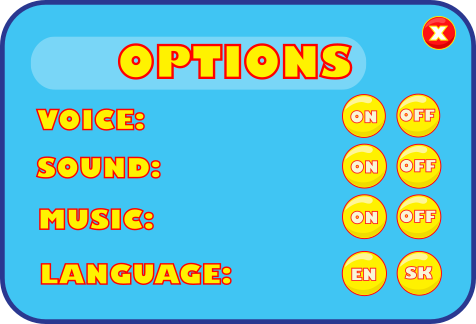 X
OPTIONS
VOICE: ON OFF
SOUND: ON OFF
MUSIC: ON OFF
LANGUAGE: EN SK